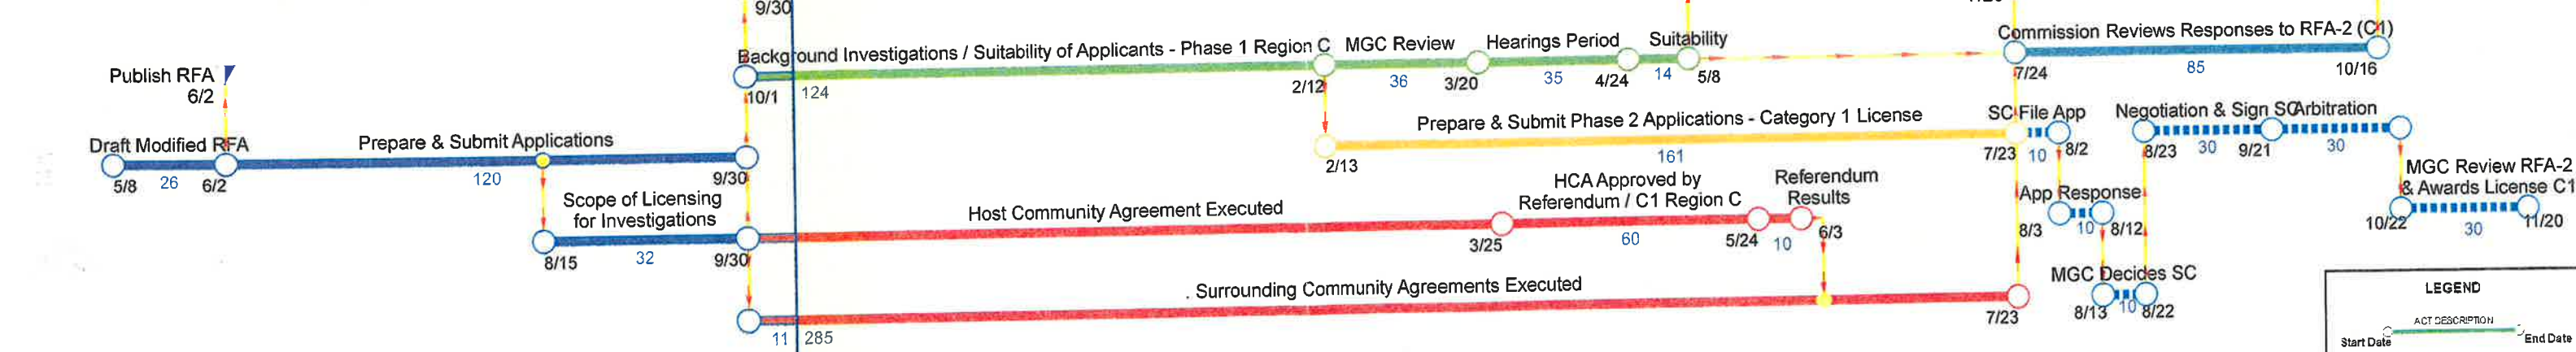 9/30
Background Investigations / Suitability of Applicants - Phase 1 Region C
MGC Review
Hearings Period
Suitability
Commission Reviews Responses to RFA-2 (C1)
10/1
124
2/12
36
3/20
35
4/24
14
5/8
7/24
85
10/16
Publish RFA
6/2
Draft Modified RFA
Prepare & Submit Applications
5/8
26
6/2
120
9/30
Prepare & Submit Phase 2 Applications - Category 1 License
2/13
161
7/23
SC File App
10
8/2
Negotiation & Sign SC
Arbitration
8/23
30
9/21
30
Scope of Licensing
for Investigations
8/15
32
9/30
Host Community Agreement Executed
3/25
HCA Approved by
Referendum / C1 Region C
60
5/24
Referendum
Results
10
6/3
App Response
8/3
10
8/12
MGC Review RFA-2
& Awards License C1
10/22
30
11/20
. Surrounding Community Agreements Executed
11
285
7/23
MGC Decides SC
8/13
10
8/22
LEGEND
ACT DESCRIPTION
Start Date
End Date